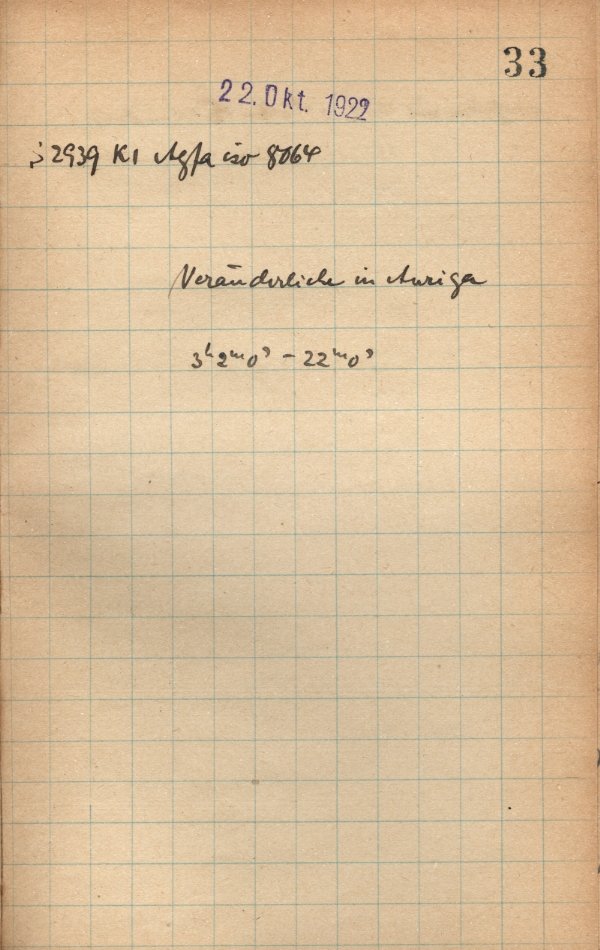 33
22. Okt. 1922
2939 K1 Agfa iso 8064
Veränderliche in Auriga
3ʰ2ᵐ0ˢ – 22ᵐ0ˢ